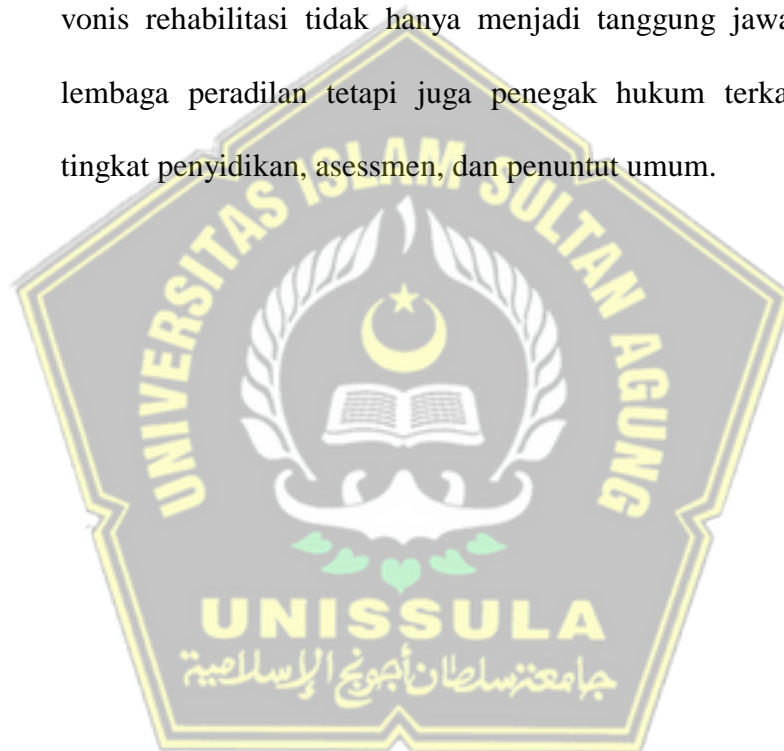 vonis rehabilitasi tidak hanya menjadi tanggung jawa
lembaga peradilan tetapi juga penegak hukum terka
tingkat penyidikan, asessmen, dan penuntut umum.
UNIVERSITAS ISLAM SULTAN AGUNG
UNISSULA
جامعة سلطان أجونج الإسلامية